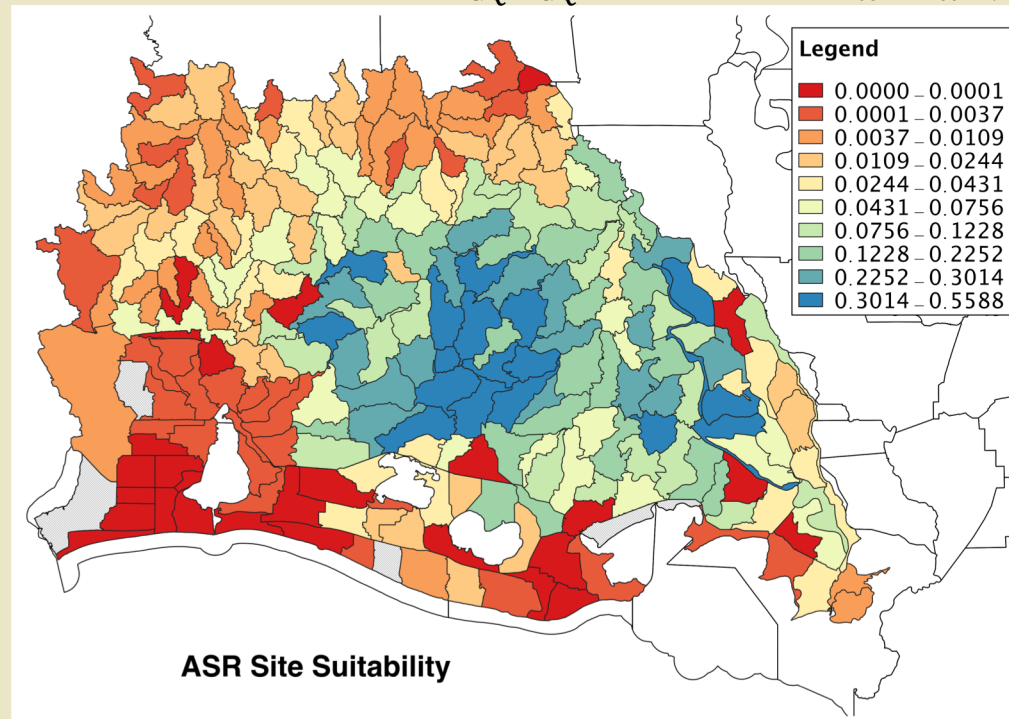 Legend
0.0000 – 0.0001
0.0001 – 0.0037
0.0037 – 0.0109
0.0109 – 0.0244
0.0244 – 0.0431
0.0431 – 0.0756
0.0756 – 0.1228
0.1228 – 0.2252
0.2252 – 0.3014
0.3014 – 0.5588
ASR Site Suitability